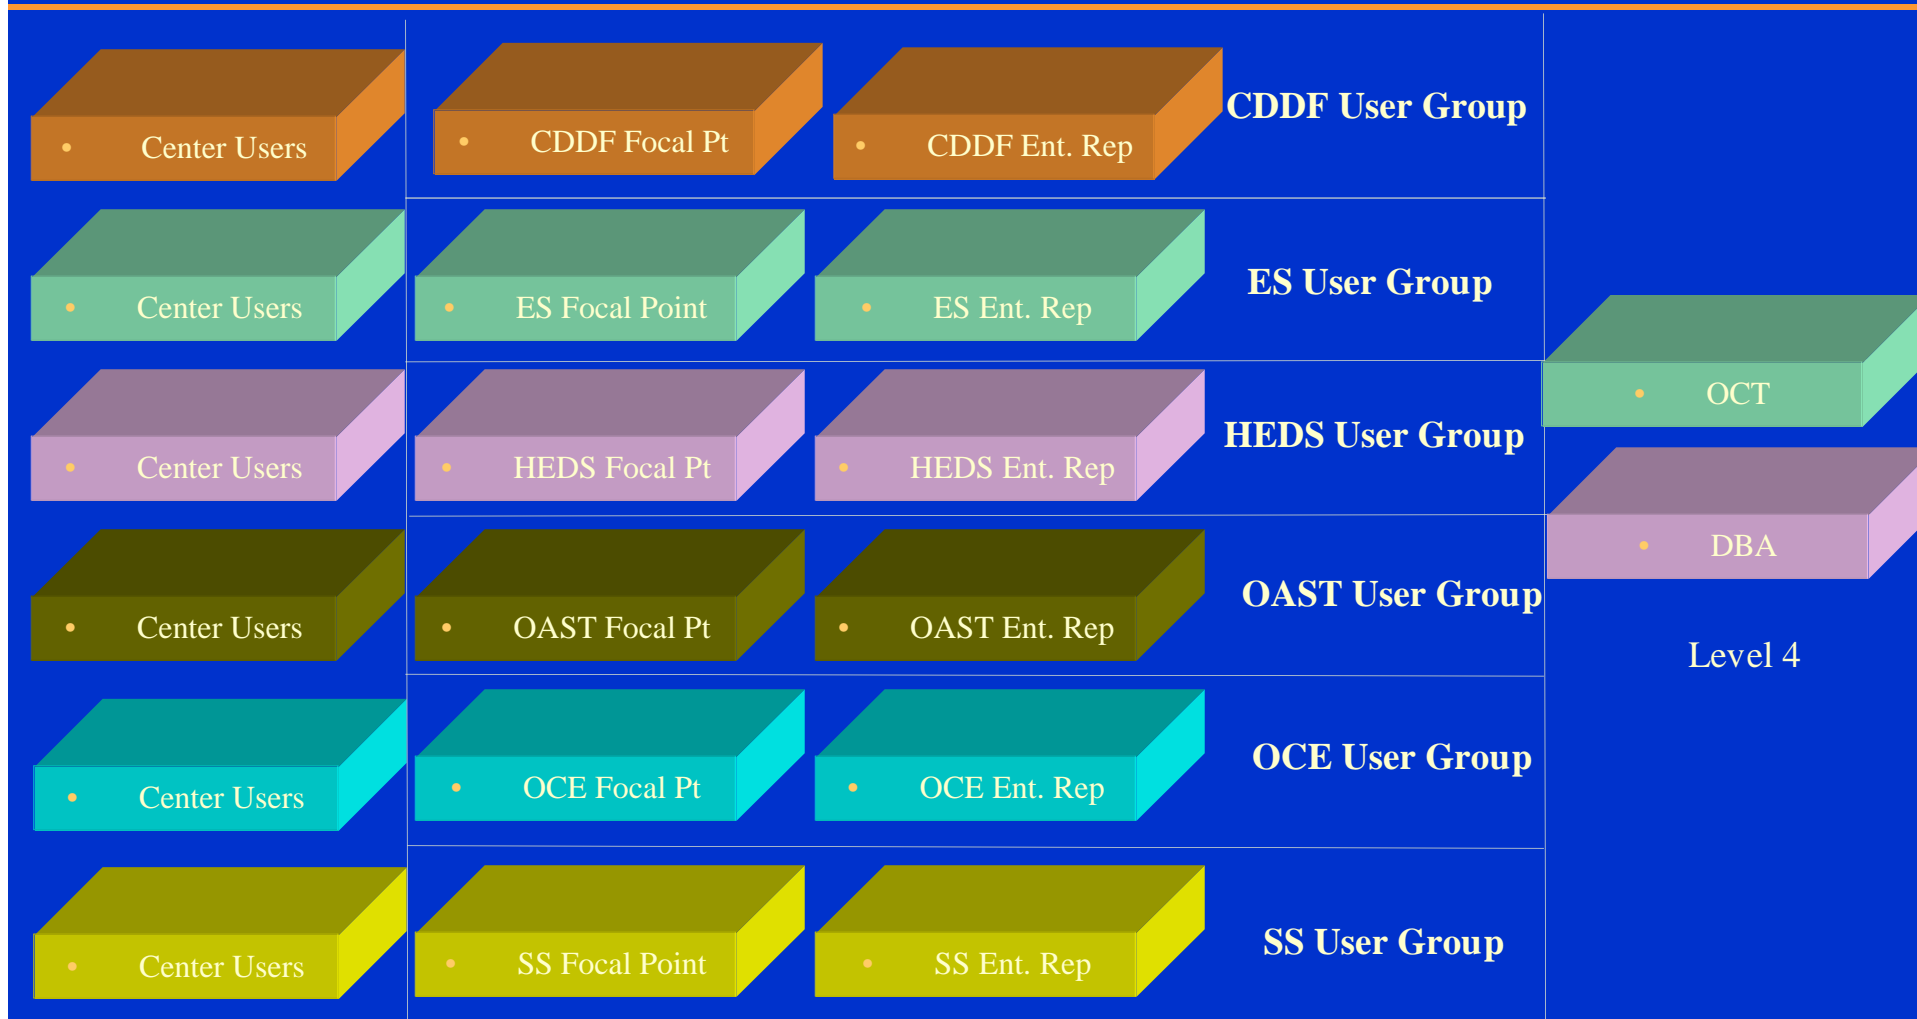 • Center Users
• CDDF Focal Pt
• CDDF Ent. Rep
CDDF User Group
• Center Users
• ES Focal Point
• ES Ent. Rep
ES User Group
• Center Users
• HEDS Focal Pt
• HEDS Ent. Rep
HEDS User Group
• Center Users
• OAST Focal Pt
• OAST Ent. Rep
OAST User Group
• Center Users
• OCE Focal Pt
• OCE Ent. Rep
OCE User Group
• Center Users
• SS Focal Point
• SS Ent. Rep
SS User Group
• OCT
• DBA
Level 4